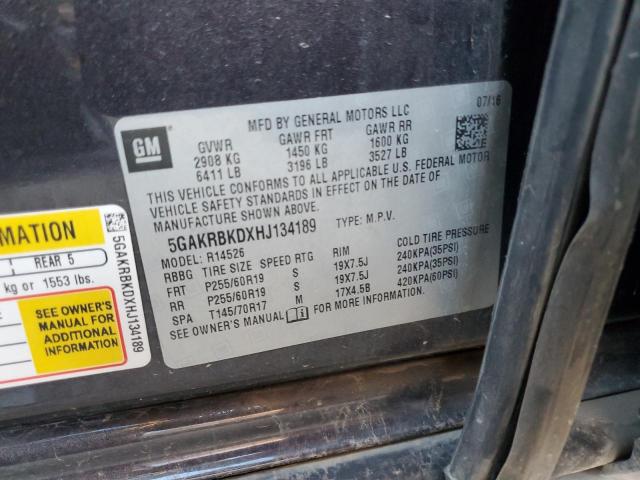 MFD BY GENERAL MOTORS LLC
07/16
GM
GVWR GAWR FRT GAWR RR
2908 KG 1450 KG 1600 KG
6411 LB 3196 LB 3527 LB
THIS VEHICLE CONFORMS TO ALL APPLICABLE U.S. FEDERAL MOTOR
VEHICLE SAFETY STANDARDS IN EFFECT ON THE DATE OF
MANUFACTURE SHOWN ABOVE.
5GAKRBKDXHJ134189 TYPE: M.P.V.
MODEL: R14526
RBBG TIRE SIZE SPEED RTG RIM COLD TIRE PRESSURE
FRT P255/60R19 S 19X7.5J 240KPA(35PSI)
RR P255/60R19 S 19X7.5J 240KPA(35PSI)
SPA T145/70R17 M 17X4.5B 420KPA(60PSI)
SEE OWNER'S MANUAL FOR MORE INFORMATION
MATION
REAR 5
kg or 1553 lbs.
SEE OWNER'S
MANUAL FOR
ADDITIONAL
INFORMATION
5GAKRBKDXHJ134189